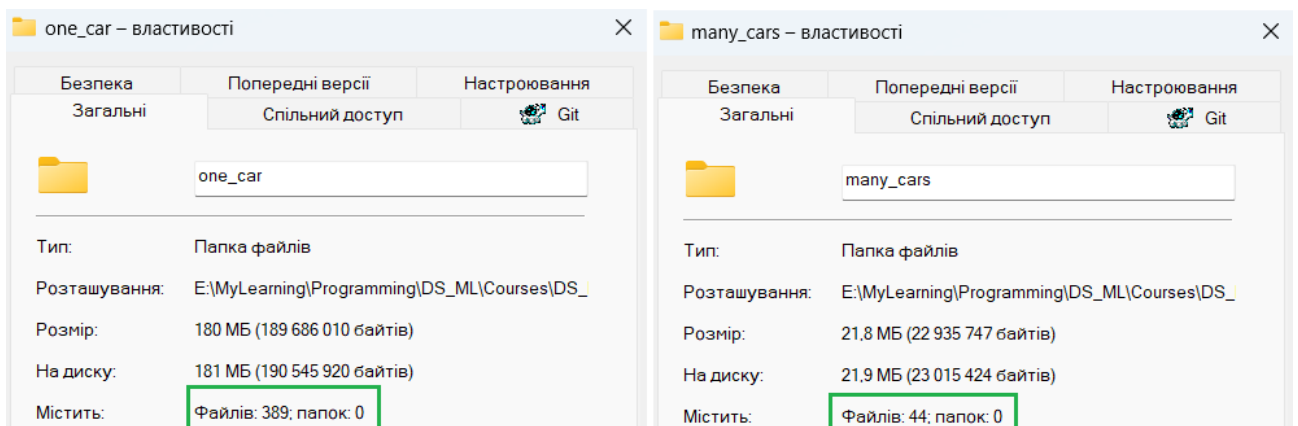 one_car – властивості
Безпека Попередні версії Настроювання
Загальні Спільний доступ Git
one_car
Тип: Папка файлів
Розташування: E:\MyLearning\Programming\DS_ML\Courses\DS_
Розмір: 180 МБ (189 686 010 байтів)
На диску: 181 МБ (190 545 920 байтів)
Містить: Файлів: 389; папок: 0
many_cars – властивості
Безпека Попередні версії Настроювання
Загальні Спільний доступ Git
many_cars
Тип: Папка файлів
Розташування: E:\MyLearning\Programming\DS_ML\Courses\DS_
Розмір: 21,8 МБ (22 935 747 байтів)
На диску: 21,9 МБ (23 015 424 байтів)
Містить: Файлів: 44; папок: 0